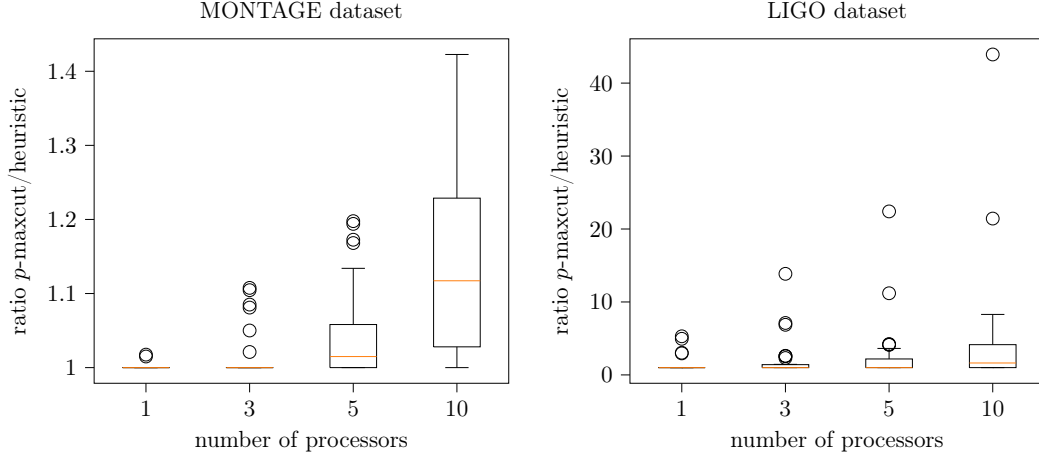 MONTAGE dataset
ratio p-maxcut/heuristic
1.4
1.3
1.2
1.1
1
1 3 5 10
number of processors
LIGO dataset
ratio p-maxcut/heuristic
40
30
20
10
0
1 3 5 10
number of processors